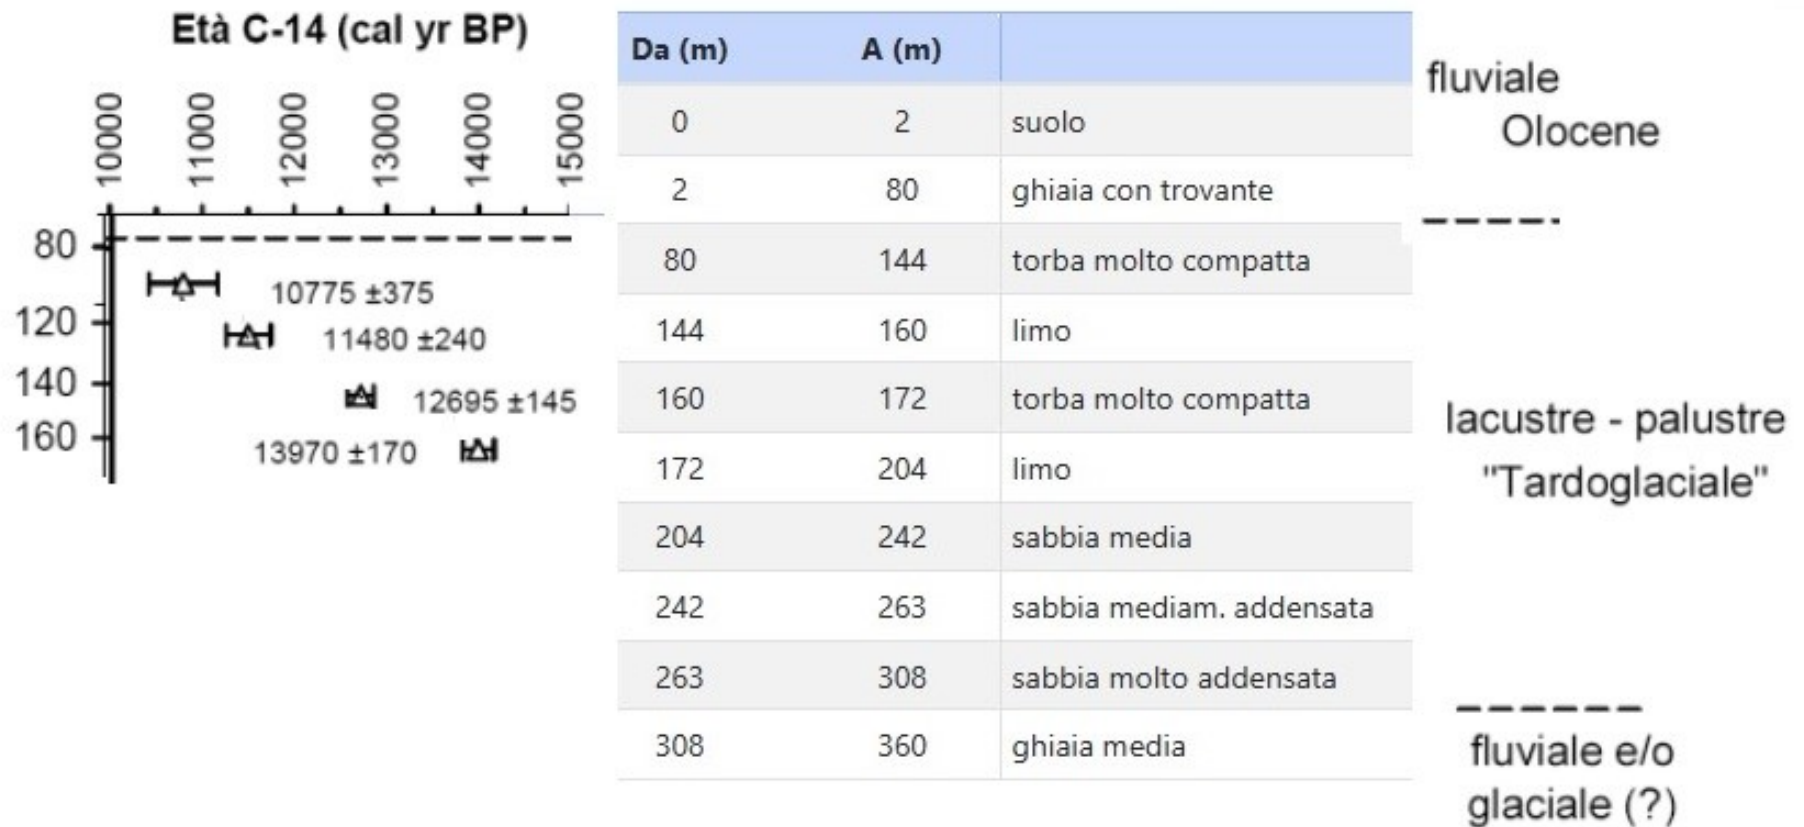 Età C-14 (cal yr BP)
10000
11000
12000
13000
14000
15000
80
120
140
160
10775 ±375
11480 ±240
12695 ±145
13970 ±170
Da (m) A (m)
0 2 suolo
2 80 ghiaia con trovante
80 144 torba molto compatta
144 160 limo
160 172 torba molto compatta
172 204 limo
204 242 sabbia media
242 263 sabbia mediam. addensata
263 308 sabbia molto addensata
308 360 ghiaia media
fluviale
Olocene
lacustre - palustre
"Tardoglaciale"
fluviale e/o
glaciale (?)